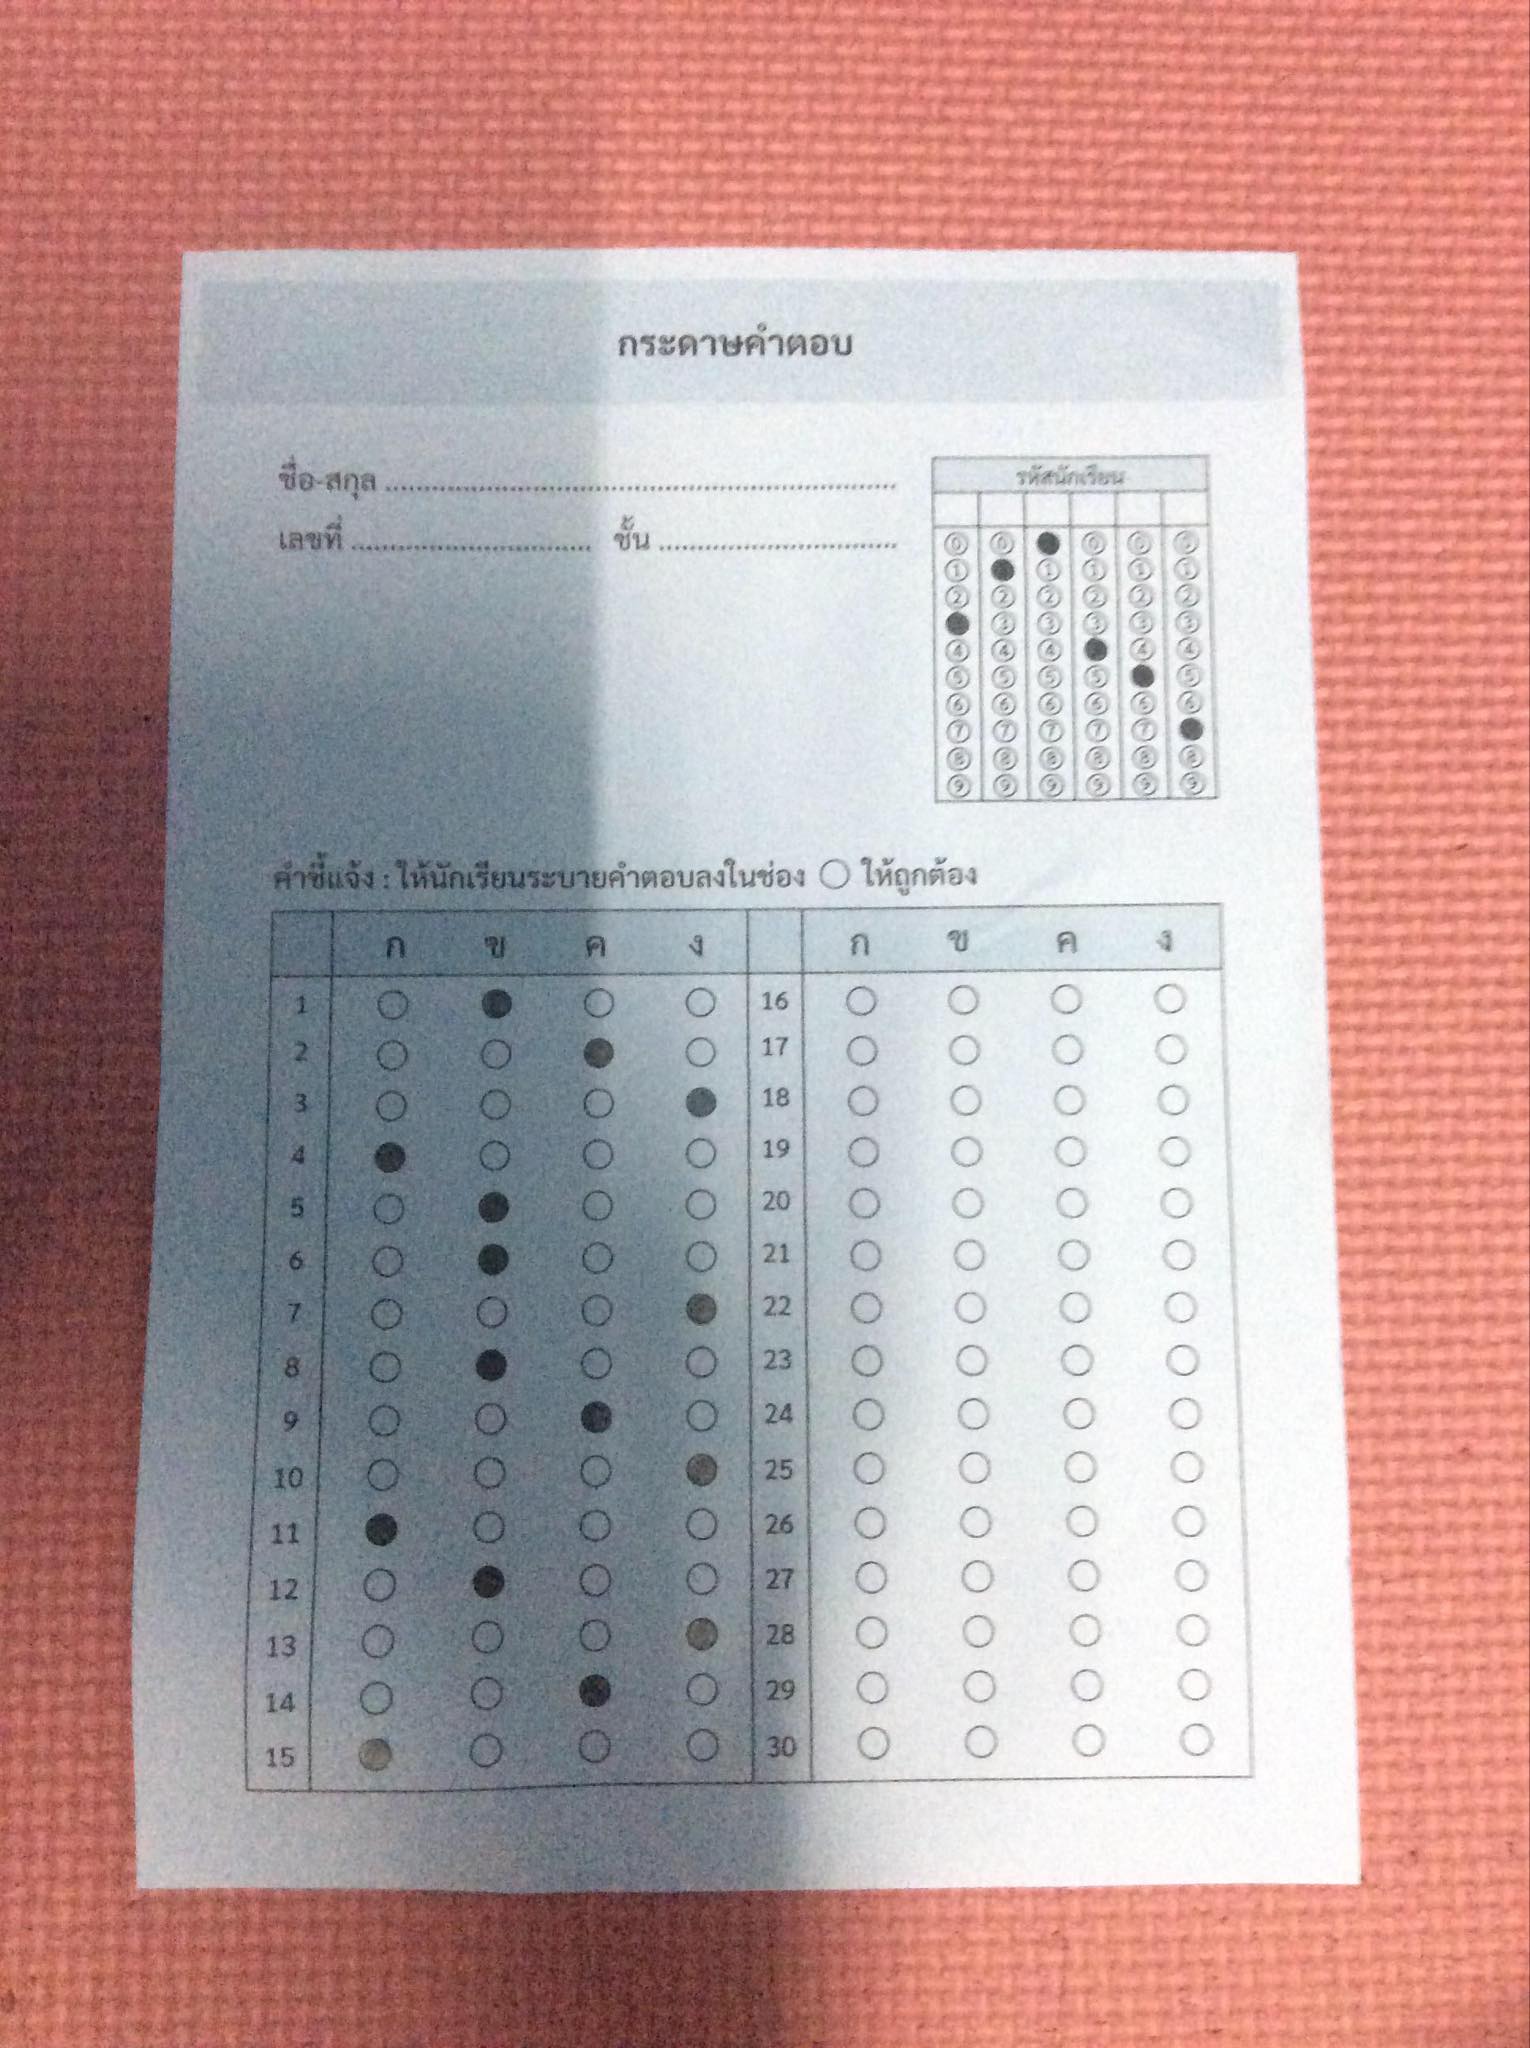 กระดาษคำตอบ
ชื่อ-สกุล ................................................................
เลขที่ ................................ ชั้น ................................
รหัสนักเรียน
0 0 0 0 0
1 1 1 1 1
2 2 2 2 2 2
3 3 3 3 3
4 4 4 4 4
5 5 5 5 5
6 6 6 6 6 6
7 7 7 7 7
8 8 8 8 8 8
9 9 9 9 9 9
คำชี้แจ้ง : ให้นักเรียนระบายคำตอบลงในช่อง ◯ ให้ถูกต้อง
ก ข ค ง ก ข ค ง
1 16
2 17
3 18
4 19
5 20
6 21
7 22
8 23
9 24
10 25
11 26
12 27
13 28
14 29
15 30